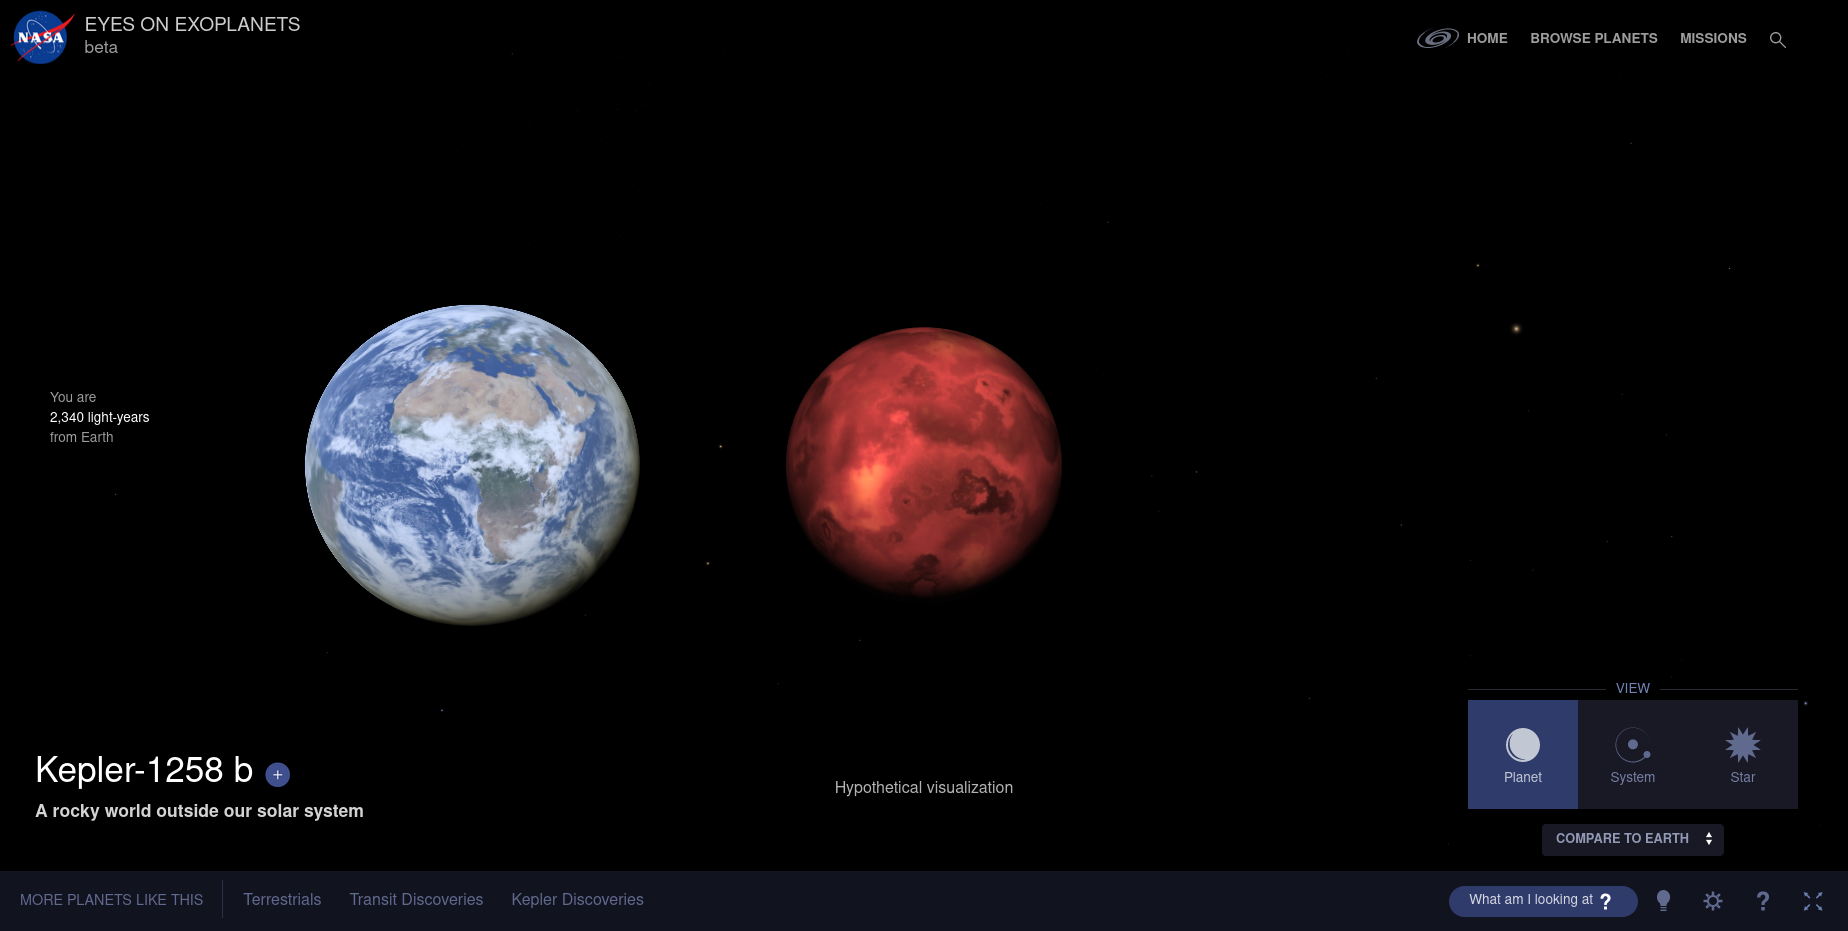 NASA
EYES ON EXOPLANETS
beta
HOME
BROWSE PLANETS
MISSIONS
You are
2,340 light-years
from Earth
Kepler-1258 b +
A rocky world outside our solar system
Hypothetical visualization
VIEW
Planet
System
Star
COMPARE TO EARTH
MORE PLANETS LIKE THIS
Terrestrials
Transit Discoveries
Kepler Discoveries
What am I looking at ?
?